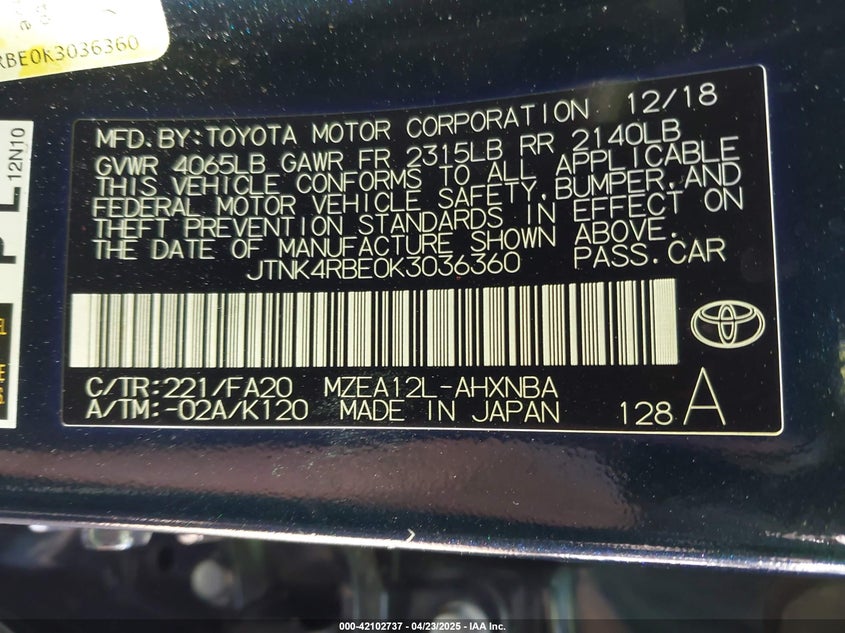 RBE0K3036360
12N10
PL
MFD.BY:TOYOTA MOTOR CORPORATION 12/18
GVWR 4065LB GAWR FR 2315LB RR 2140LB
THIS VEHICLE CONFORMS TO ALL APPLICABLE
FEDERAL MOTOR VEHICLE SAFETY,BUMPER,AND
THEFT PREVENTION STANDARDS IN EFFECT ON
THE DATE OF MANUFACTURE SHOWN ABOVE.
JTNK4RBE0K3036360 PASS.CAR
C/TR:221/FA20 MZEA12L-AHXNBA
A/TM:-02A/K120 MADE IN JAPAN 128 A
000-42102737 - 04/23/2025 - IAA Inc.